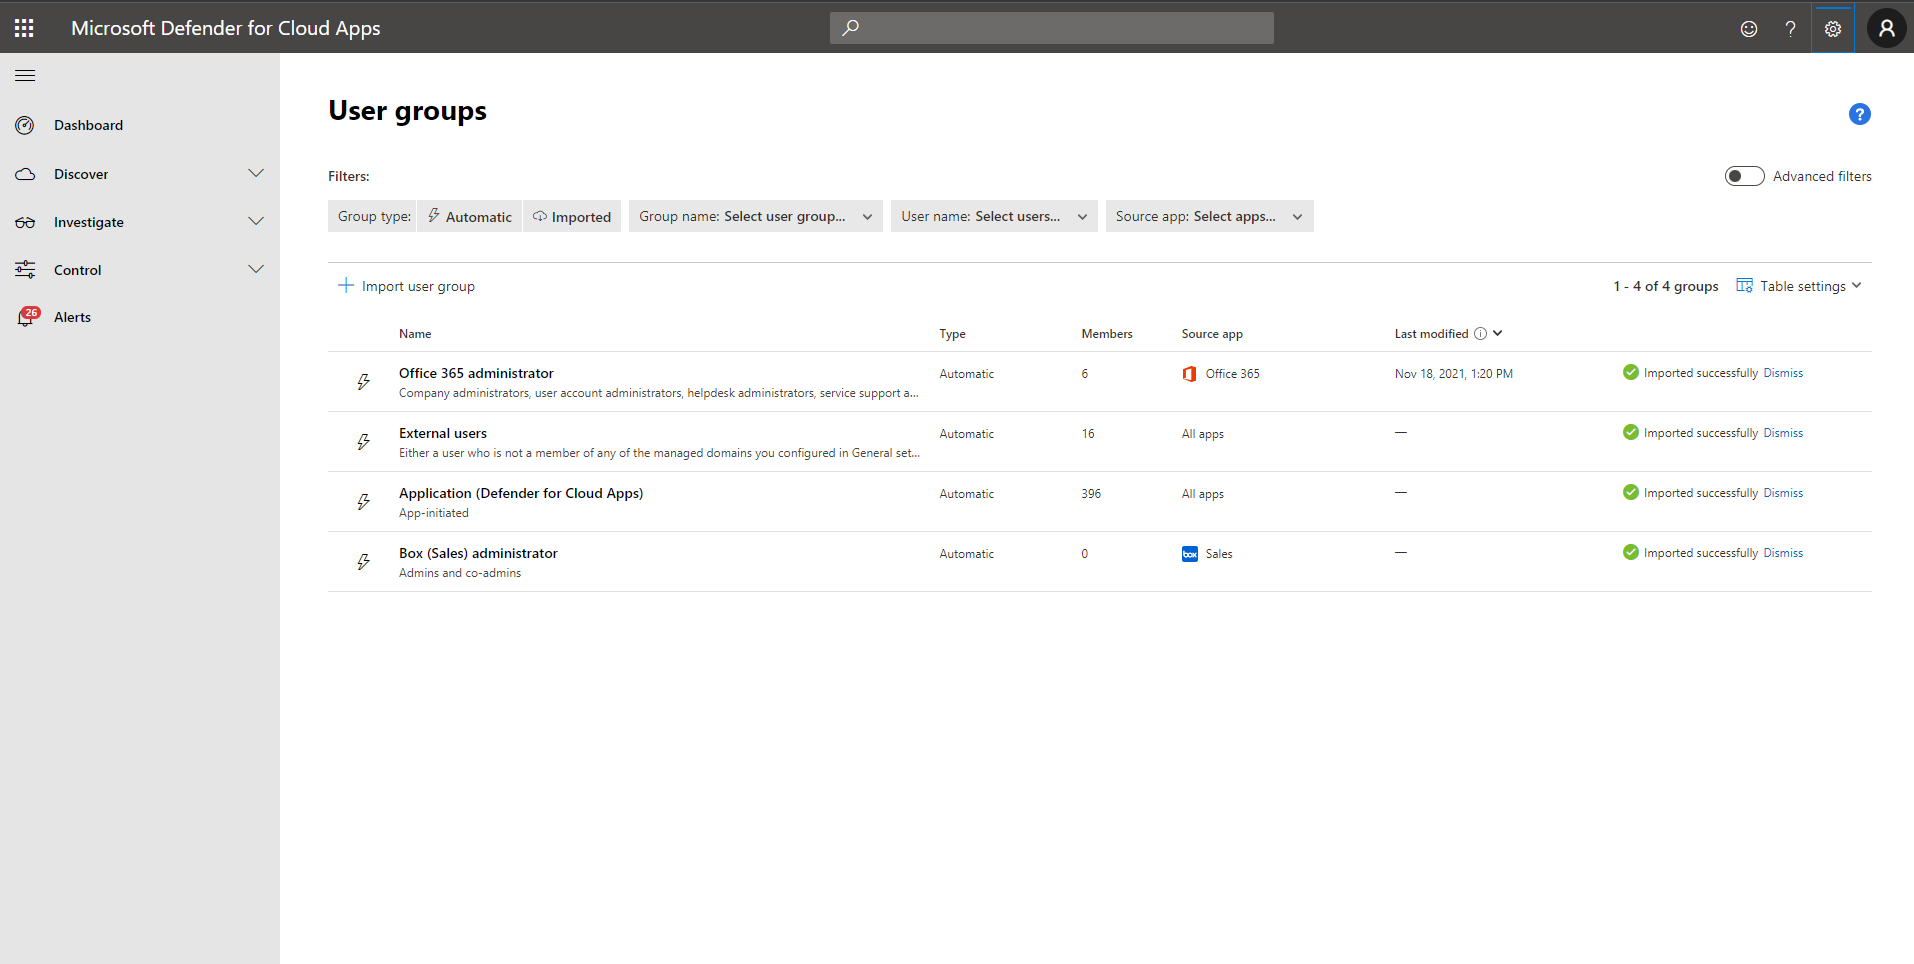 Microsoft Defender for Cloud Apps
Dashboard
Discover
Investigate
Control
26
Alerts
User groups
?
Filters:
Advanced filters
Group type: Automatic Imported Group name: Select user group... User name: Select users... Source app: Select apps...
Import user group
1 - 4 of 4 groups Table settings
Name Type Members Source app Last modified
Office 365 administrator Automatic 6 Office 365 Nov 18, 2021, 1:20 PM Imported successfully Dismiss
Company administrators, user account administrators, helpdesk administrators, service support a...
External users Automatic 16 All apps — Imported successfully Dismiss
Either a user who is not a member of any of the managed domains you configured in General set...
Application (Defender for Cloud Apps) Automatic 396 All apps — Imported successfully Dismiss
App-initiated
Box (Sales) administrator Automatic 0 box Sales — Imported successfully Dismiss
Admins and co-admins